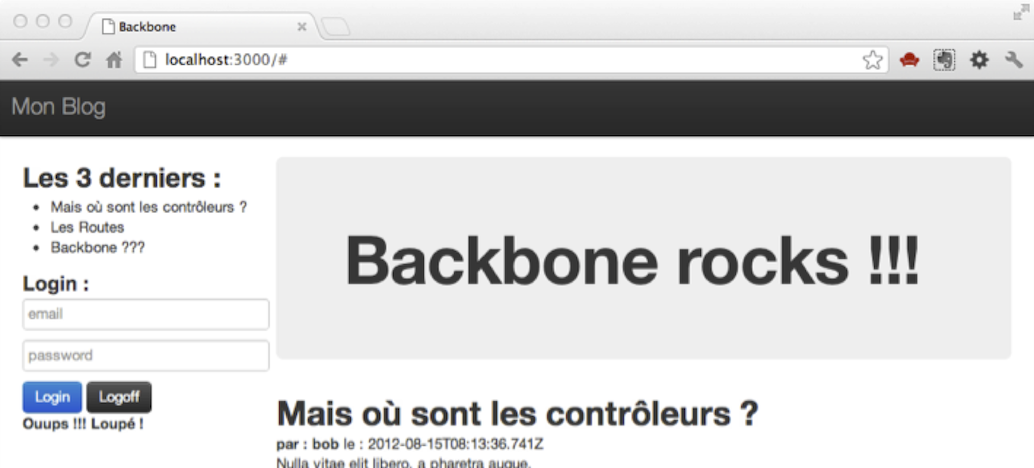 Backbone
localhost:3000/#
Mon Blog
Les 3 derniers :
Mais où sont les contrôleurs ?
Les Routes
Backbone ???
Login :
email
password
Login Logoff
Ouups !!! Loupé !
Backbone rocks !!!
Mais où sont les contrôleurs ?
par : bob le : 2012-08-15T08:13:36.741Z
Nulla vitae elit libero, a pharetra augue.